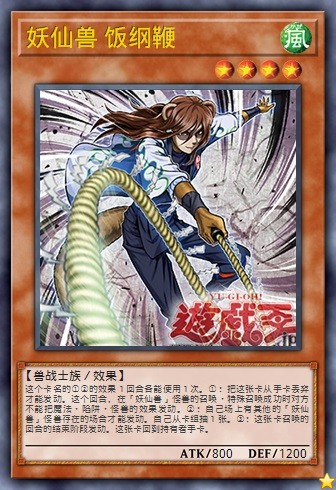 妖仙兽 饭纲鞭
風
YU-GI-OH!
遊戯王
【兽战士族/效果】
这个卡名的①②的效果1回合各能使用1次。①：把这张卡从手卡丢弃
才能发动。这个回合，在「妖仙兽」怪兽的召唤·特殊召唤成功时对方
不能把魔法·陷阱·怪兽的效果发动。②：自己场上有其他的「妖仙
兽」怪兽存在的场合才能发动。自己从卡组抽1张。③：这张卡召唤的
回合的结束阶段发动。这张卡回到持有者手卡。
ATK/800 DEF/1200